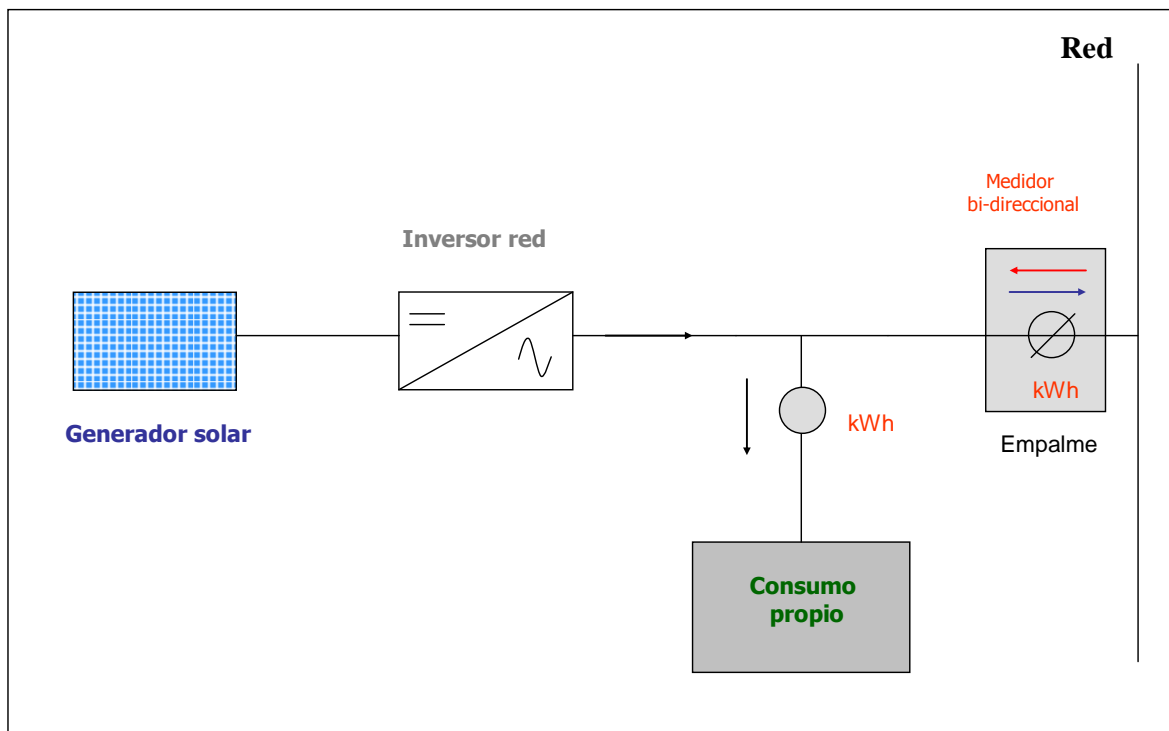 Red
Medidor
bi-direccional
Inversor red
Generador solar
kWh
kWh
Empalme
Consumo
propio